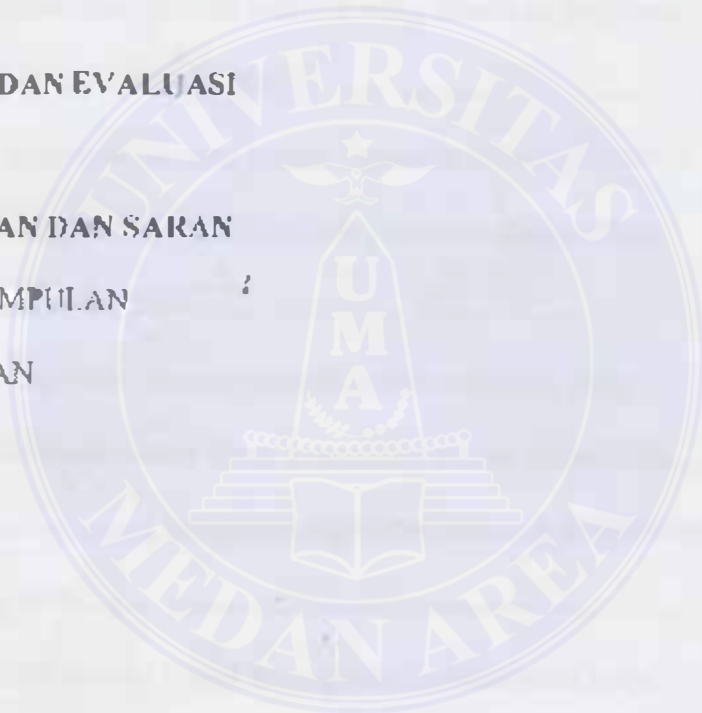 DAN EVALUASI
UNIVERSITAS
AN DAN SARAN
MPULAN
AN
U
M
A
MEDAN AREA